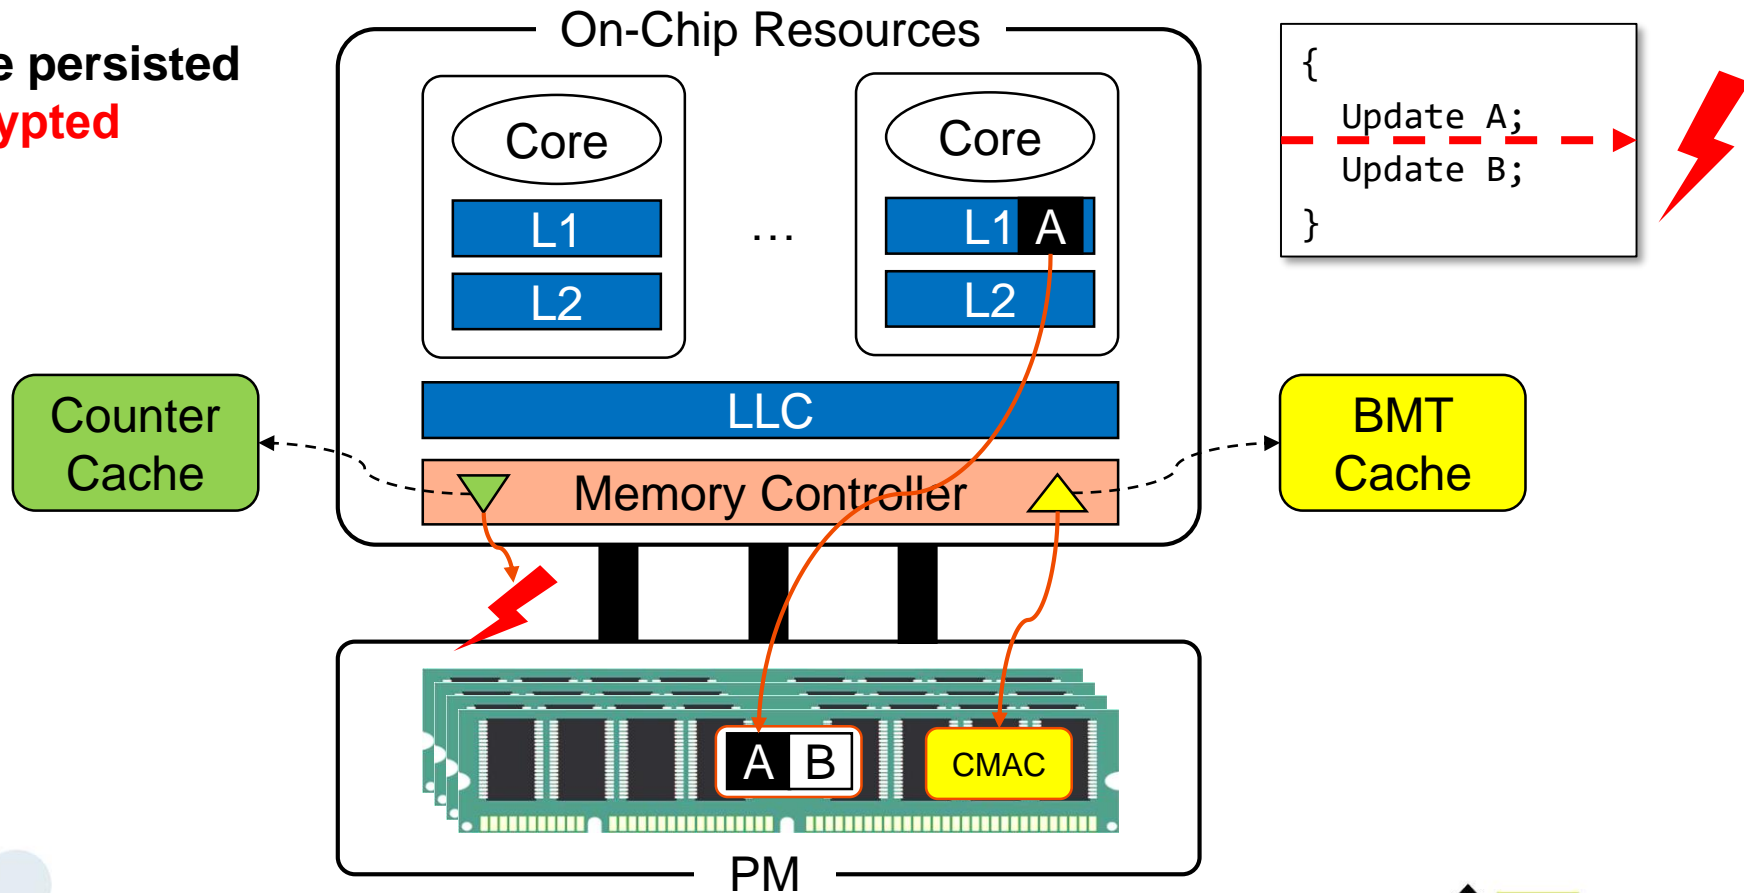 e persisted
ypted
On-Chip Resources
Core
L1
L2
…
Core
L1 A
L2
LLC
Memory Controller
Counter
Cache
BMT
Cache
{
Update A;
Update B;
}
A B
CMAC
PM